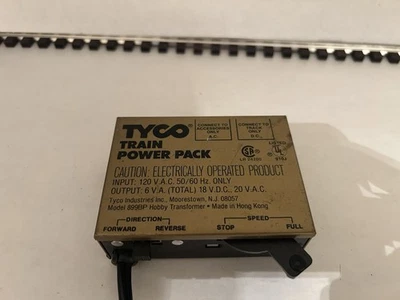 TYCO
CONNECT TO ACCESSORIES ONLY A.C.
CONNECT TO TRACK ONLY D.C.
TRAIN
POWER PACK
CAUTION: ELECTRICALLY OPERATED PRODUCT
INPUT: 120 V.A.C. 50/60 Hz. ONLY
OUTPUT: 6 V.A. (TOTAL) 18 V.D.C., 20 V.A.C.
Tyco Industries Inc., Moorestown, N.J. 08057
Model 899BP Hobby Transformer • Made in Hong Kong
DIRECTION SPEED
FORWARD REVERSE STOP FULL